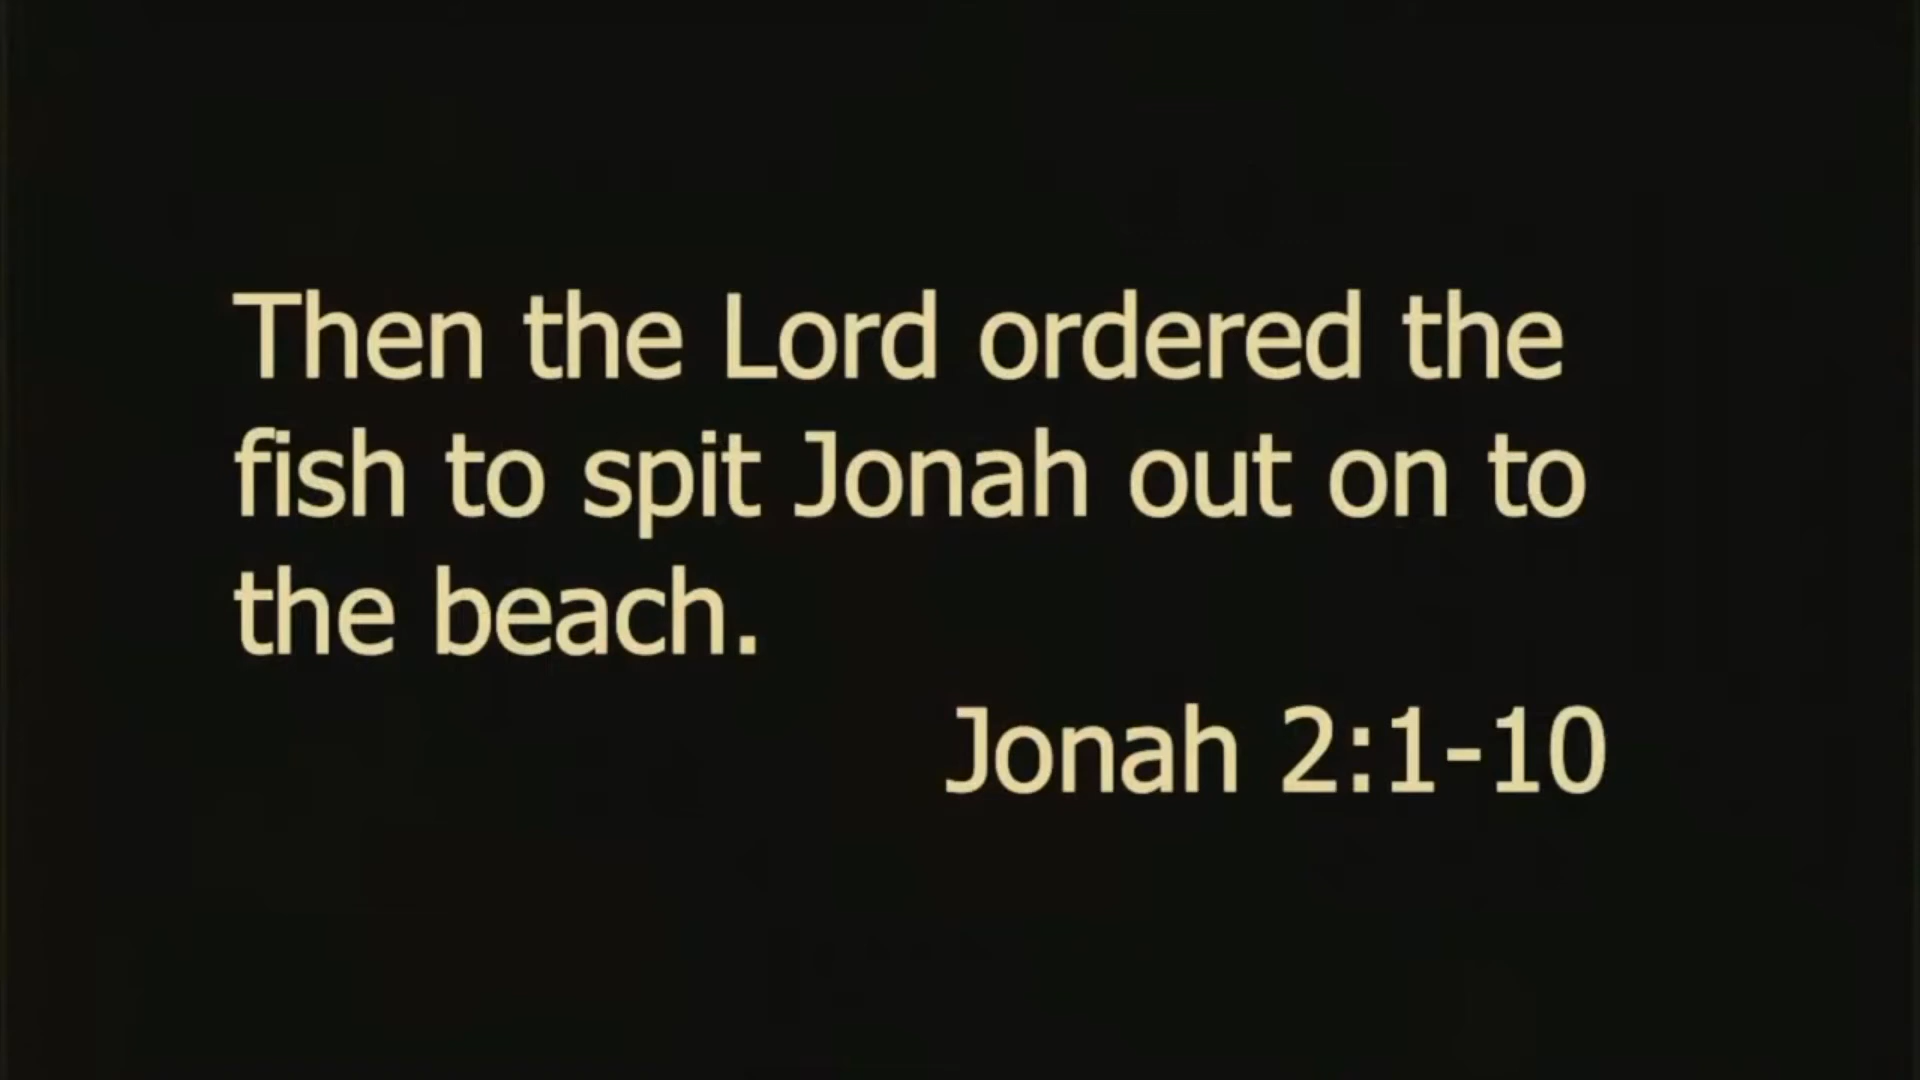 Then the Lord ordered the
fish to spit Jonah out on to
the beach.
Jonah 2:1-10